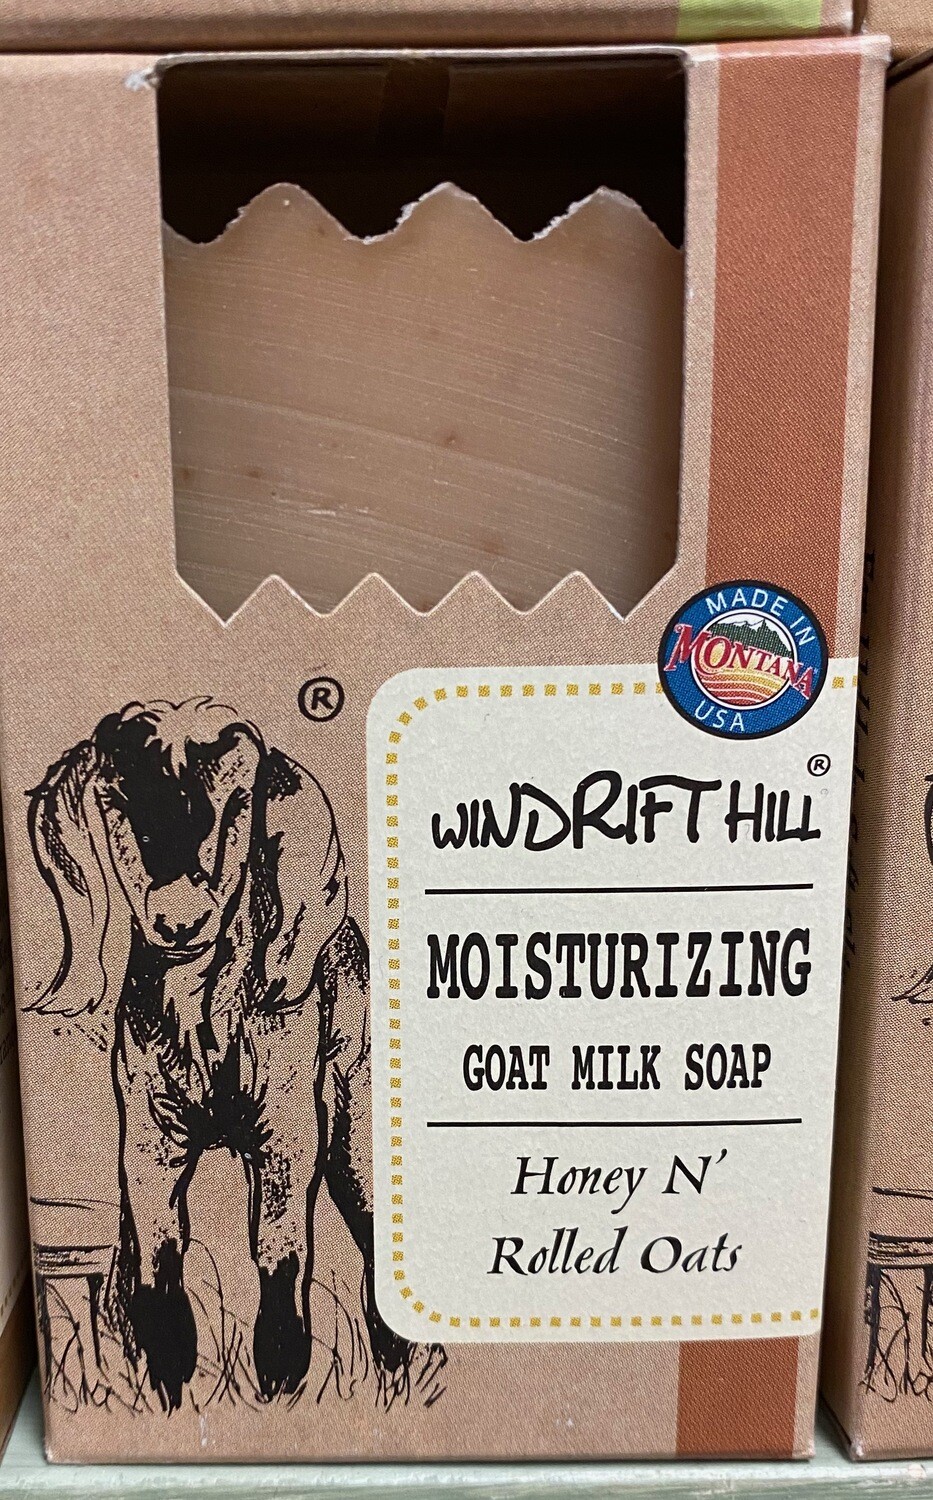 MADE IN
MONTANA
USA
®
WINDRIFT HILL®
MOISTURIZING
GOAT MILK SOAP
Honey N'
Rolled Oats